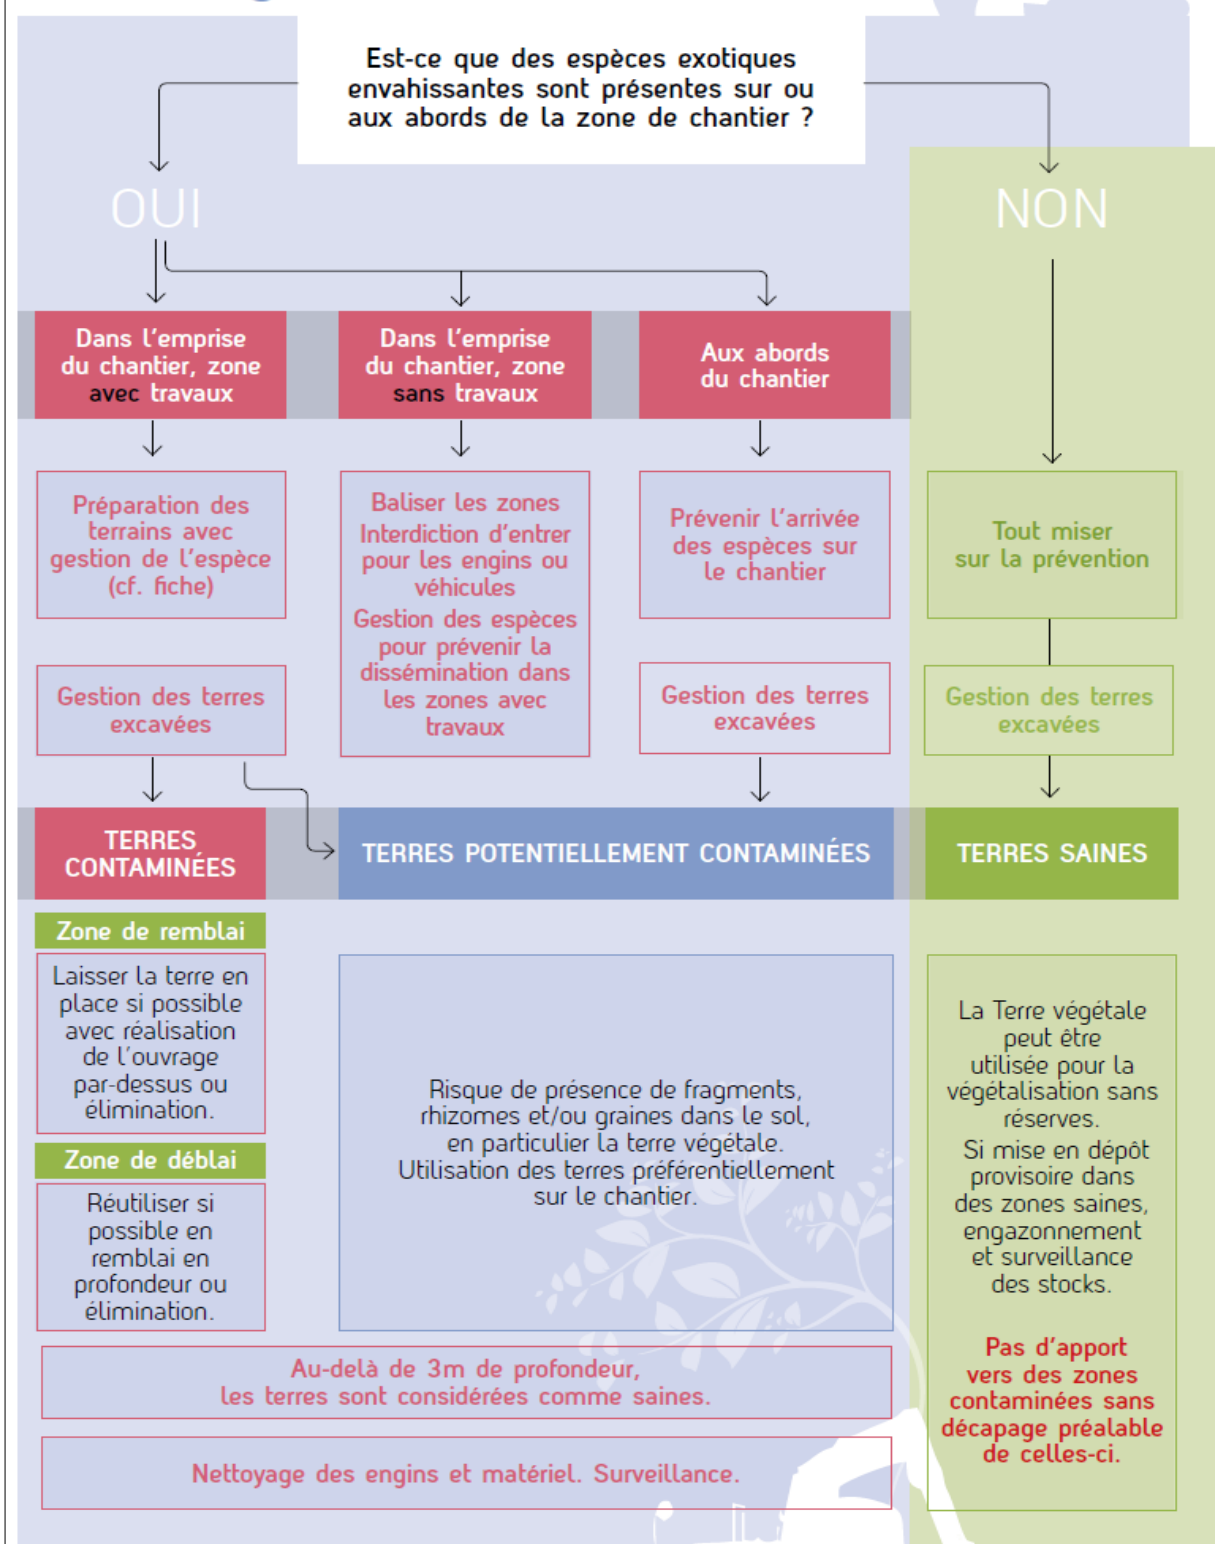 Est-ce que des espèces exotiques
envahissantes sont présentes sur ou
aux abords de la zone de chantier ?
OUI
NON
Dans l'emprise
du chantier, zone
avec travaux
Dans l'emprise
du chantier, zone
sans travaux
Aux abords
du chantier
Préparation des
terrains avec
gestion de l'espèce
(cf. fiche)
Baliser les zones
Interdiction d'entrer
pour les engins ou
véhicules
Gestion des espèces
pour prévenir la
dissémination dans
les zones avec
travaux
Prévenir l'arrivée
des espèces sur
le chantier
Tout miser
sur la prévention
Gestion des terres
excavées
Gestion des terres
excavées
Gestion des terres
excavées
TERRES
CONTAMINÉES
TERRES POTENTIELLEMENT CONTAMINÉES
TERRES SAINES
Zone de remblai
Laisser la terre en
place si possible
avec réalisation
de l'ouvrage
par-dessus ou
élimination.
Zone de déblai
Réutiliser si
possible en
remblai en
profondeur ou
élimination.
Risque de présence de fragments,
rhizomes et/ou graines dans le sol,
en particulier la terre végétale.
Utilisation des terres préférentiellement
sur le chantier.
La Terre végétale
peut être
utilisée pour la
végétalisation sans
réserves.
Si mise en dépôt
provisoire dans
des zones saines,
engazonnement
et surveillance
des stocks.
Pas d'apport
vers des zones
contaminées sans
décapage préalable
de celles-ci.
Au-delà de 3m de profondeur,
les terres sont considérées comme saines.
Nettoyage des engins et matériel. Surveillance.